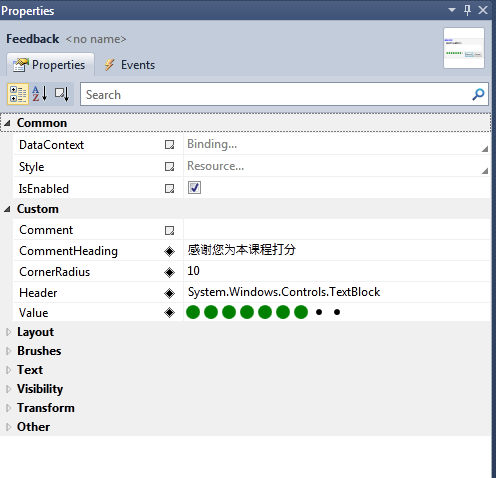 Properties
Feedback <no name>
Properties Events
Search
Common
DataContext Binding...
Style Resource...
IsEnabled
Custom
Comment
CommentHeading 感谢您为本课程打分
CornerRadius 10
Header System.Windows.Controls.TextBlock
Value
Layout
Brushes
Text
Visibility
Transform
Other